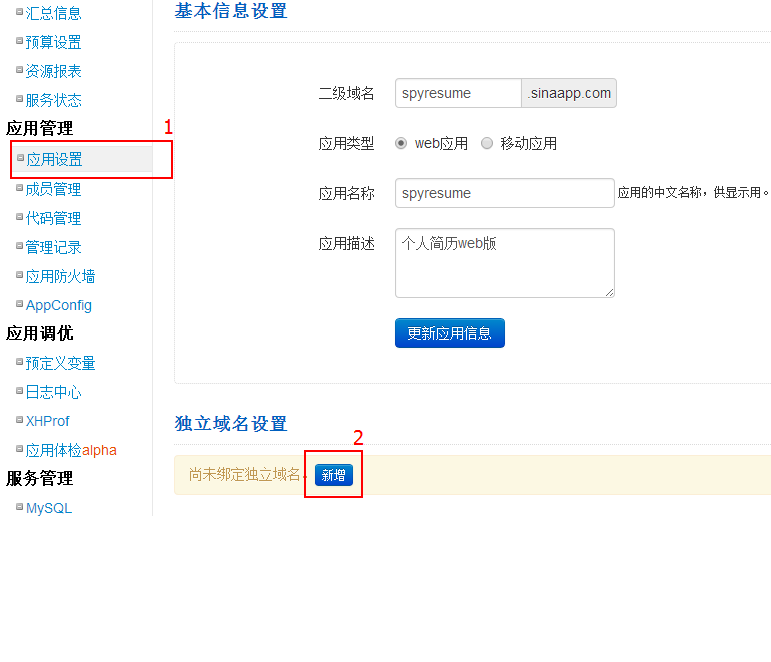 汇总信息
预算设置
资源报表
服务状态
应用管理
1
应用设置
成员管理
代码管理
管理记录
应用防火墙
AppConfig
应用调优
预定义变量
日志中心
XHProf
应用体检alpha
服务管理
MySQL
基本信息设置
二级域名 spyresume .sinaapp.com
应用类型 web应用 移动应用
应用名称 spyresume 应用的中文名称，供显示用。
应用描述 个人简历web版
更新应用信息
独立域名设置
2
尚未绑定独立域名 新增